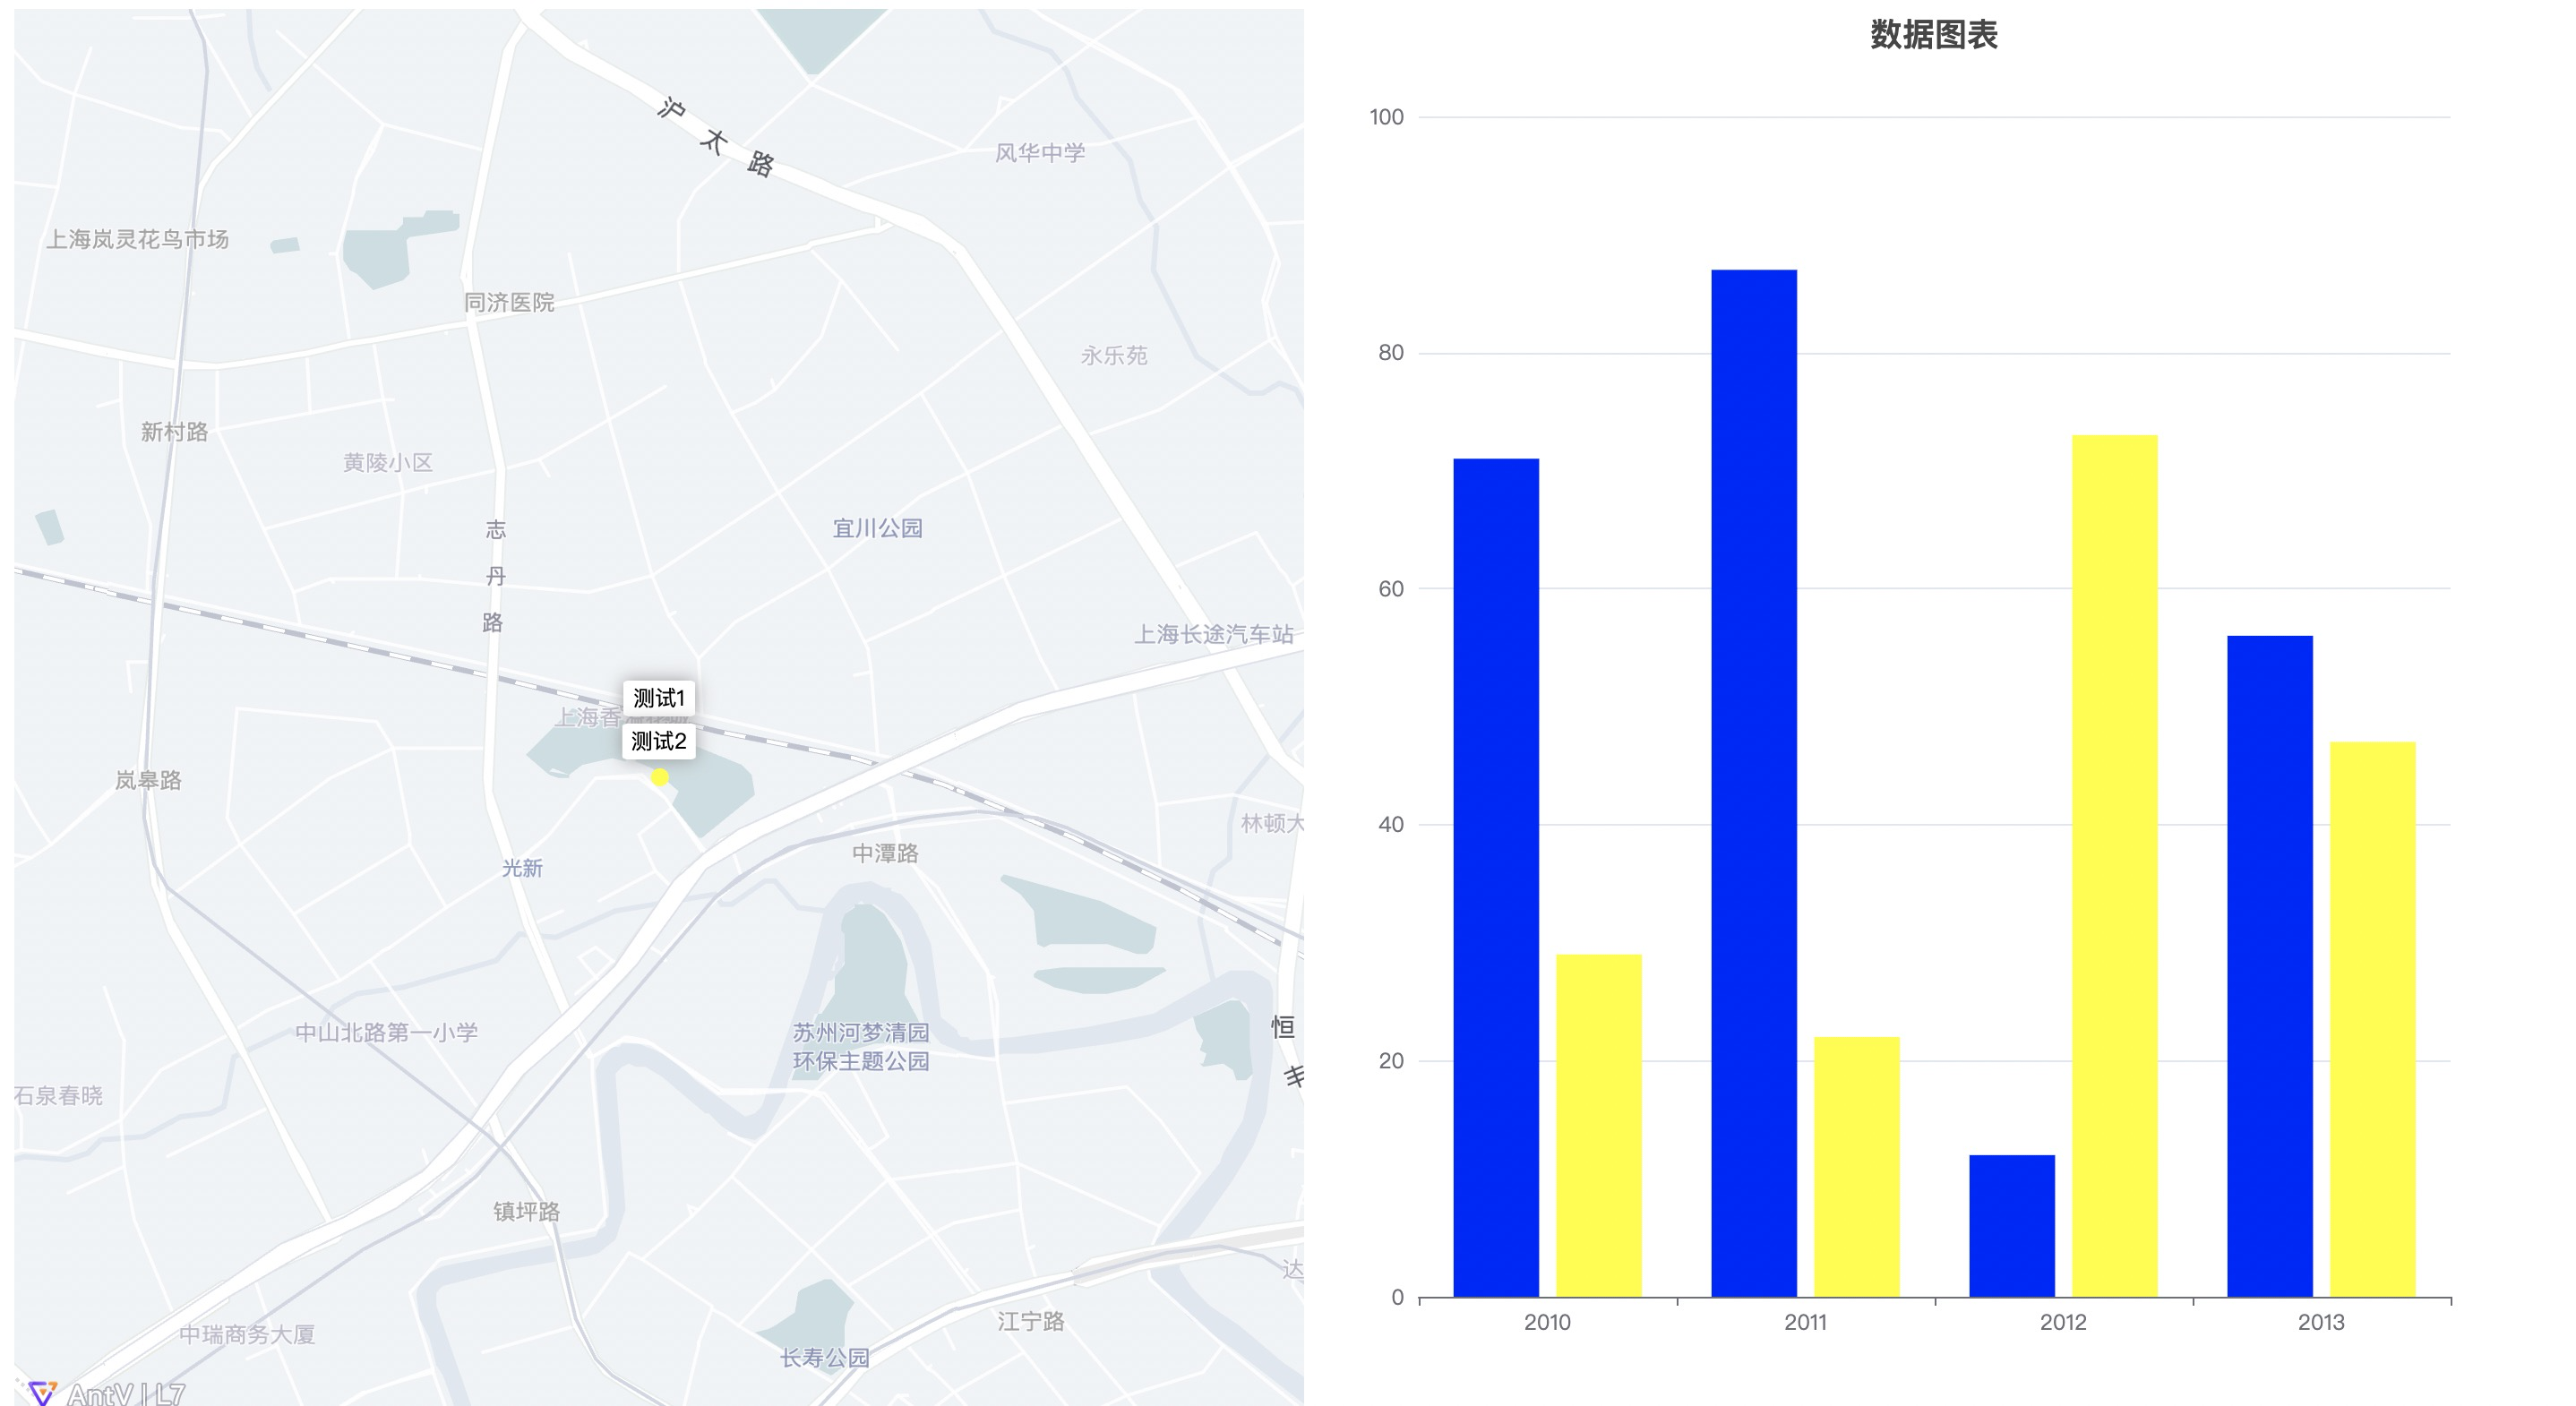 沪太路
风华中学
上海岚灵花鸟市场
同济医院
永乐苑
新村路
黄陵小区
宜川公园
志丹路
上海长途汽车站
测试1
上海香
测试2
岚皋路
林顿大
中潭路
光新
恒
中山北路第一小学
苏州河梦清园
环保主题公园
石泉春晓
镇坪路
达
江宁路
中瑞商务大厦
长寿公园
AntV | L7
数据图表
100
80
60
40
20
0
2010 2011 2012 2013